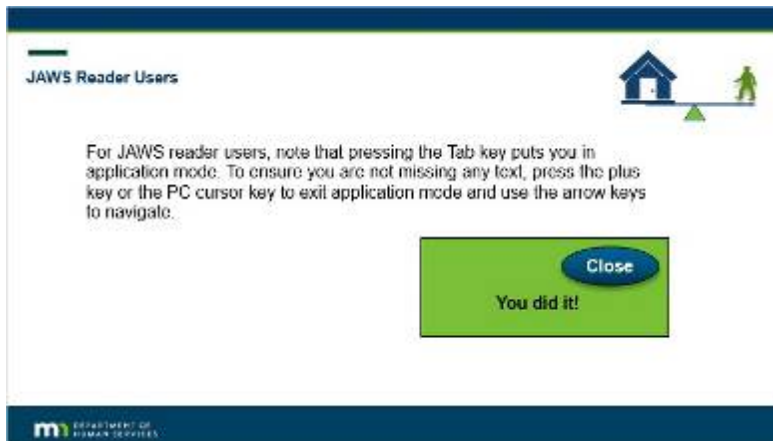 JAWS Reader Users
For JAWS reader users, note that pressing the Tab key puts you in
application mode. To ensure you are not missing any text, press the plus
key or the PC cursor key to exit application mode and use the arrow keys
to navigate.
Close
You did it!
mn DEPARTMENT OF
HUMAN SERVICES